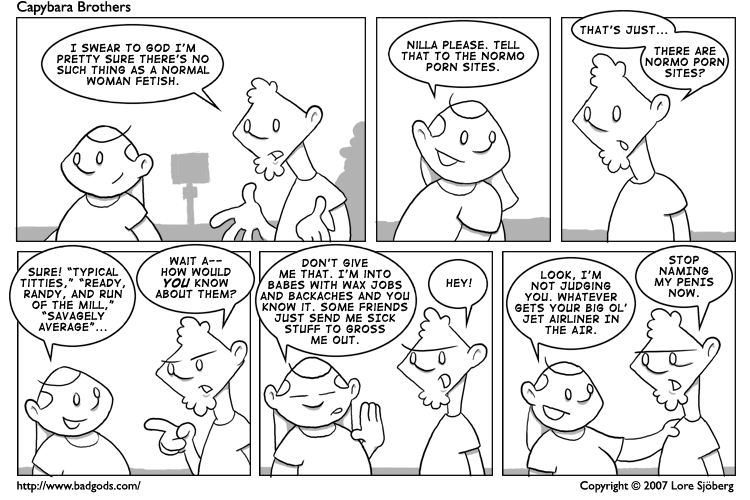 Capybara Brothers
I SWEAR TO GOD I'M
PRETTY SURE THERE'S NO
SUCH THING AS A NORMAL
WOMAN FETISH.
NILLA PLEASE. TELL
THAT TO THE NORMO
PORN SITES.
THAT'S JUST...
THERE ARE
NORMO PORN
SITES?
SURE! "TYPICAL
TITTIES," "READY,
RANDY, AND RUN
OF THE MILL,"
"SAVAGELY
AVERAGE"...
WAIT A--
HOW WOULD
YOU KNOW
ABOUT THEM?
DON'T GIVE
ME THAT. I'M INTO
BABES WITH WAX JOBS
AND BACKACHES AND YOU
KNOW IT. SOME FRIENDS
JUST SEND ME SICK
STUFF TO GROSS
ME OUT.
HEY!
LOOK, I'M
NOT JUDGING
YOU. WHATEVER
GETS YOUR BIG OL'
JET AIRLINER IN
THE AIR.
STOP
NAMING
MY PENIS
NOW.
http://www.badgods.com/
Copyright © 2007 Lore Sjöberg